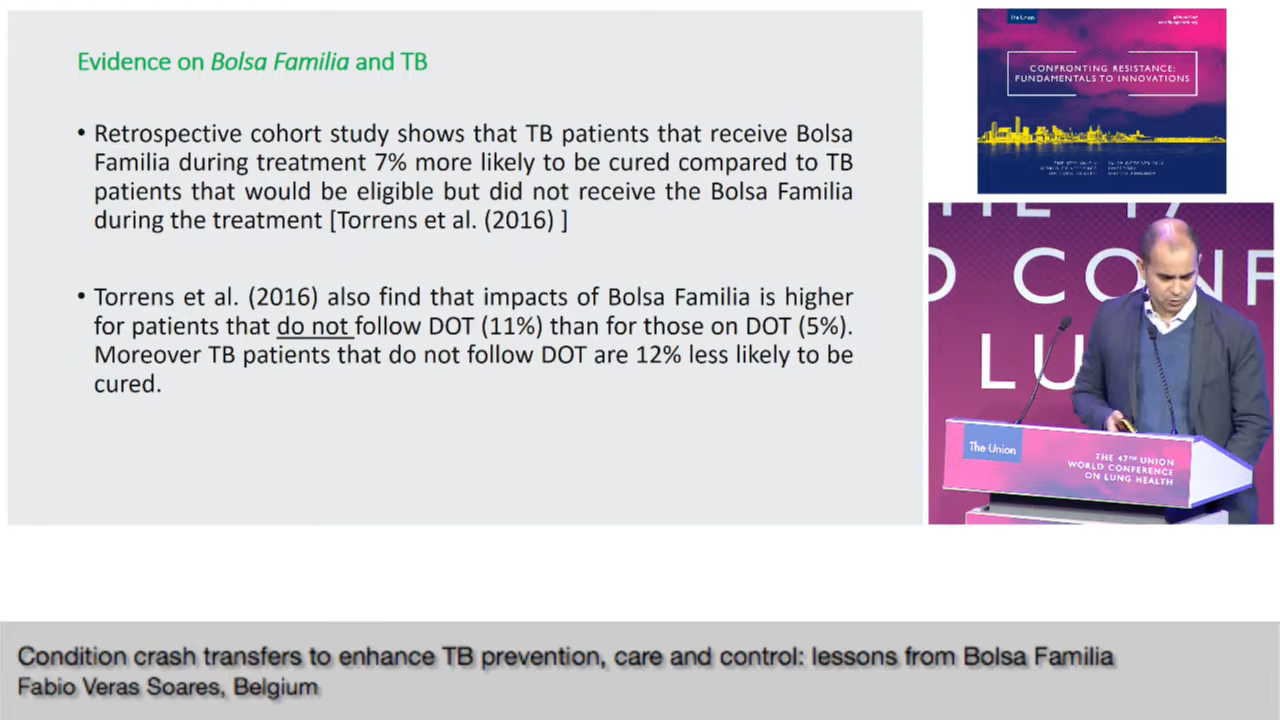 Evidence on Bolsa Familia and TB
• Retrospective cohort study shows that TB patients that receive Bolsa
Familia during treatment 7% more likely to be cured compared to TB
patients that would be eligible but did not receive the Bolsa Familia
during the treatment [Torrens et al. (2016) ]
• Torrens et al. (2016) also find that impacts of Bolsa Familia is higher
for patients that do not follow DOT (11%) than for those on DOT (5%).
Moreover TB patients that do not follow DOT are 12% less likely to be
cured.
The Union
CONFRONTING RESISTANCE:
FUNDAMENTALS TO INNOVATIONS
HE 47
D CONF
LU
The Union
THE 47TH UNION
WORLD CONFERENCE
ON LUNG HEALTH
Condition crash transfers to enhance TB prevention, care and control: lessons from Bolsa Familia
Fabio Veras Soares, Belgium